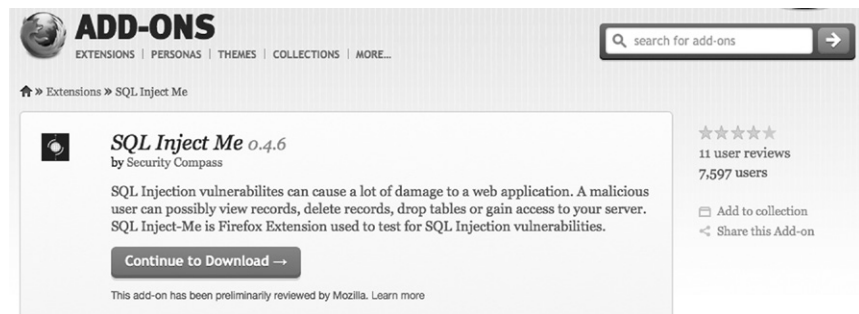 ADD-ONS
EXTENSIONS | PERSONAS | THEMES | COLLECTIONS | MORE...
search for add-ons
» Extensions » SQL Inject Me
SQL Inject Me 0.4.6
by Security Compass
SQL Injection vulnerabilites can cause a lot of damage to a web application. A malicious
user can possibly view records, delete records, drop tables or gain access to your server.
SQL Inject-Me is Firefox Extension used to test for SQL Injection vulnerabilities.
Continue to Download →
This add-on has been preliminarily reviewed by Mozilla. Learn more
11 user reviews
7,597 users
Add to collection
Share this Add-on